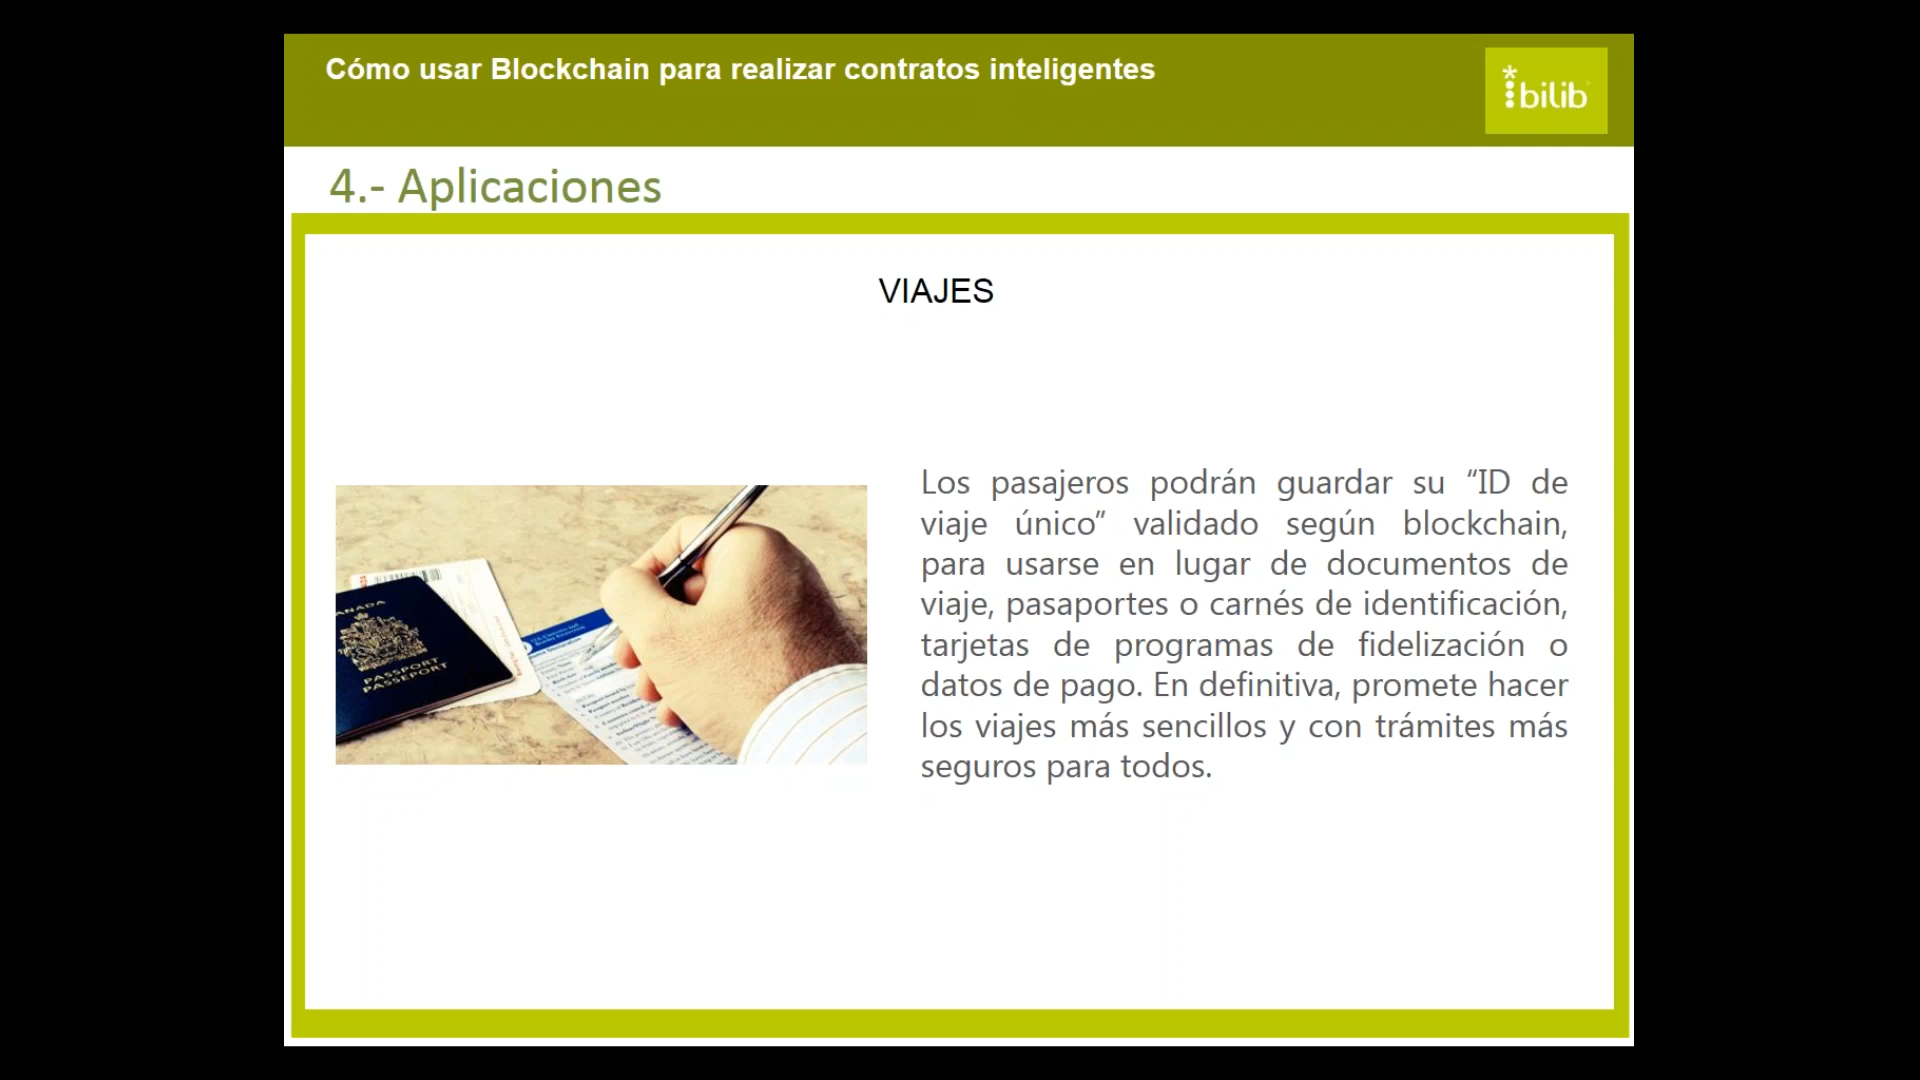 Cómo usar Blockchain para realizar contratos inteligentes
bilib
4.- Aplicaciones
VIAJES
Los pasajeros podrán guardar su “ID de
viaje único” validado según blockchain,
para usarse en lugar de documentos de
viaje, pasaportes o carnés de identificación,
tarjetas de programas de fidelización o
datos de pago. En definitiva, promete hacer
los viajes más sencillos y con trámites más
seguros para todos.
ANADA
PASSPORT
PASSEPORT